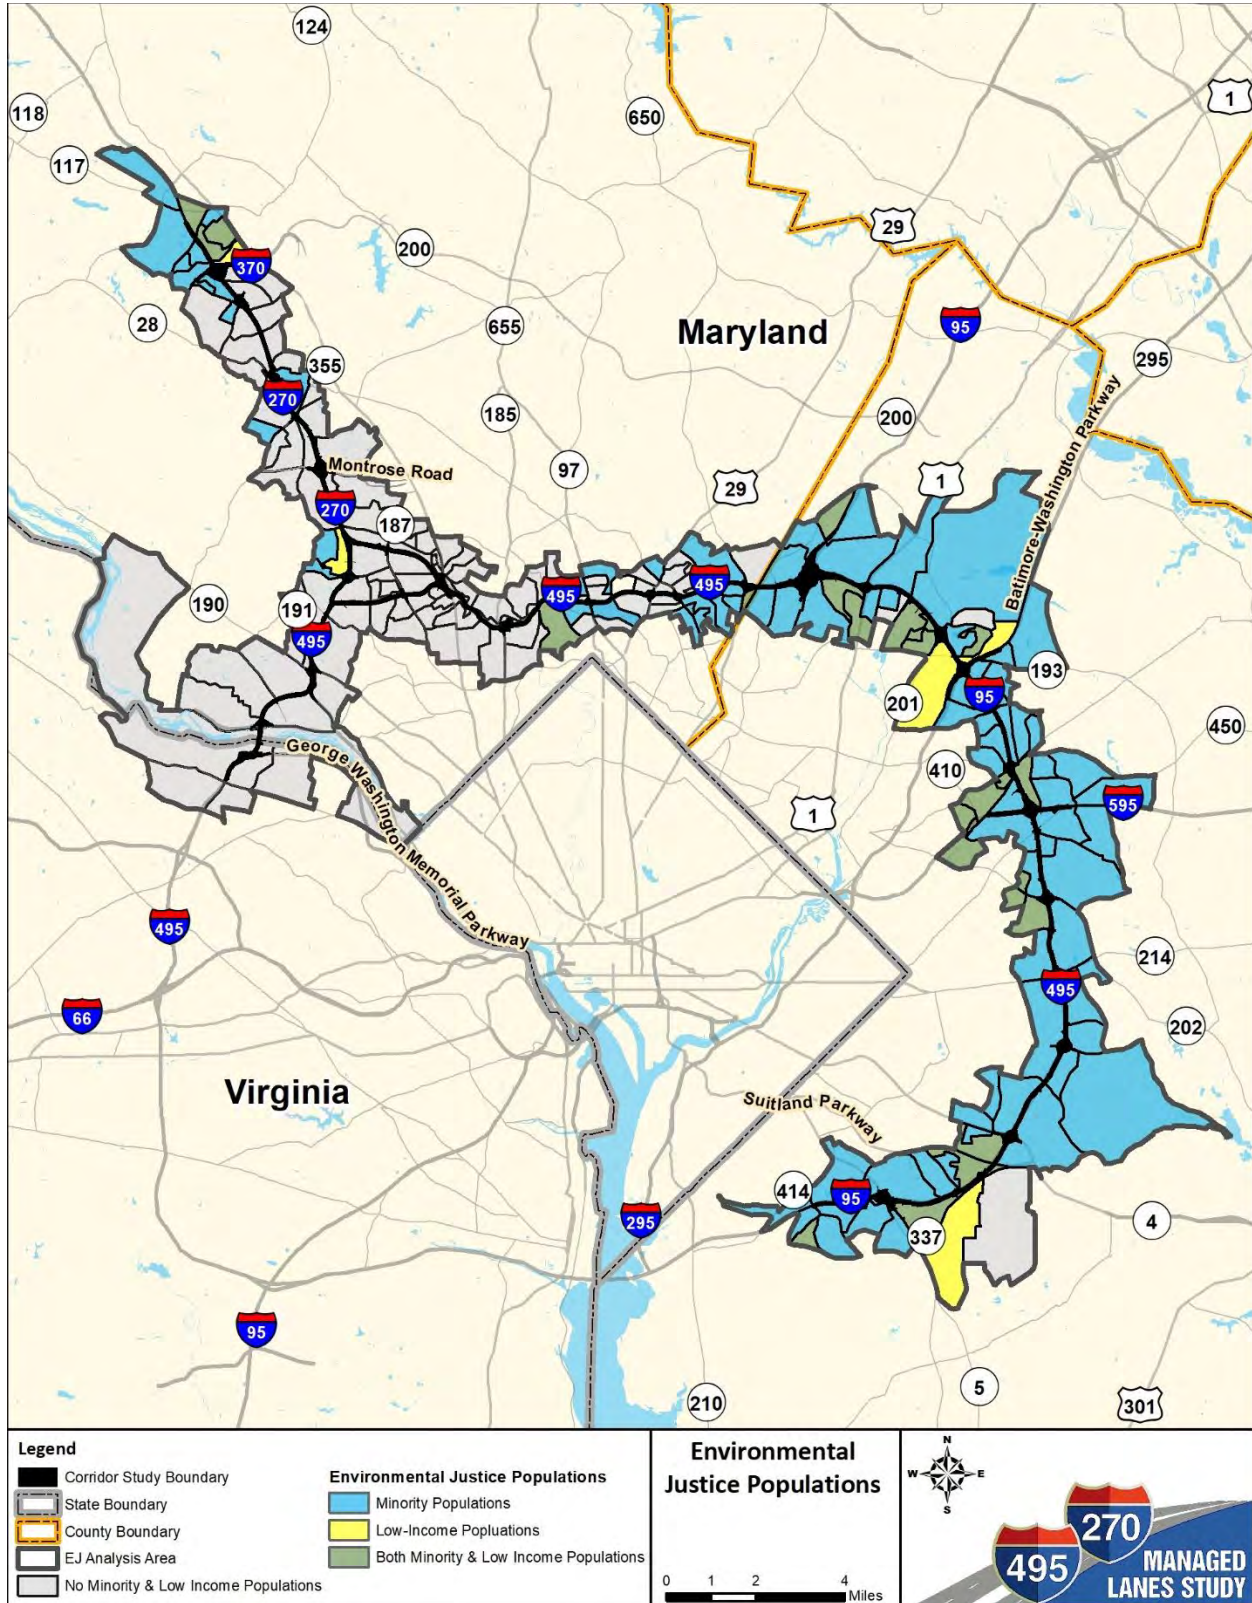 124
118
1
650
117
29
200
370
28
95
655
Maryland
355
295
270
185
200
Baltimore-Washington Parkway
Montrose Road
97
1
29
270
187
495
495
190
191
495
193
201
95
450
George Washington Memorial Parkway
410
595
1
495
214
495
66
202
Virginia
Suitland Parkway
414
95
295
337
4
95
5
210
301
Legend
Corridor Study Boundary
State Boundary
County Boundary
EJ Analysis Area
No Minority & Low Income Populations
Environmental Justice Populations
Minority Populations
Low-Income Popluations
Both Minority & Low Income Populations
Environmental
Justice Populations
0 1 2 4
Miles
N
W E
S
270
495
MANAGED
LANES STUDY